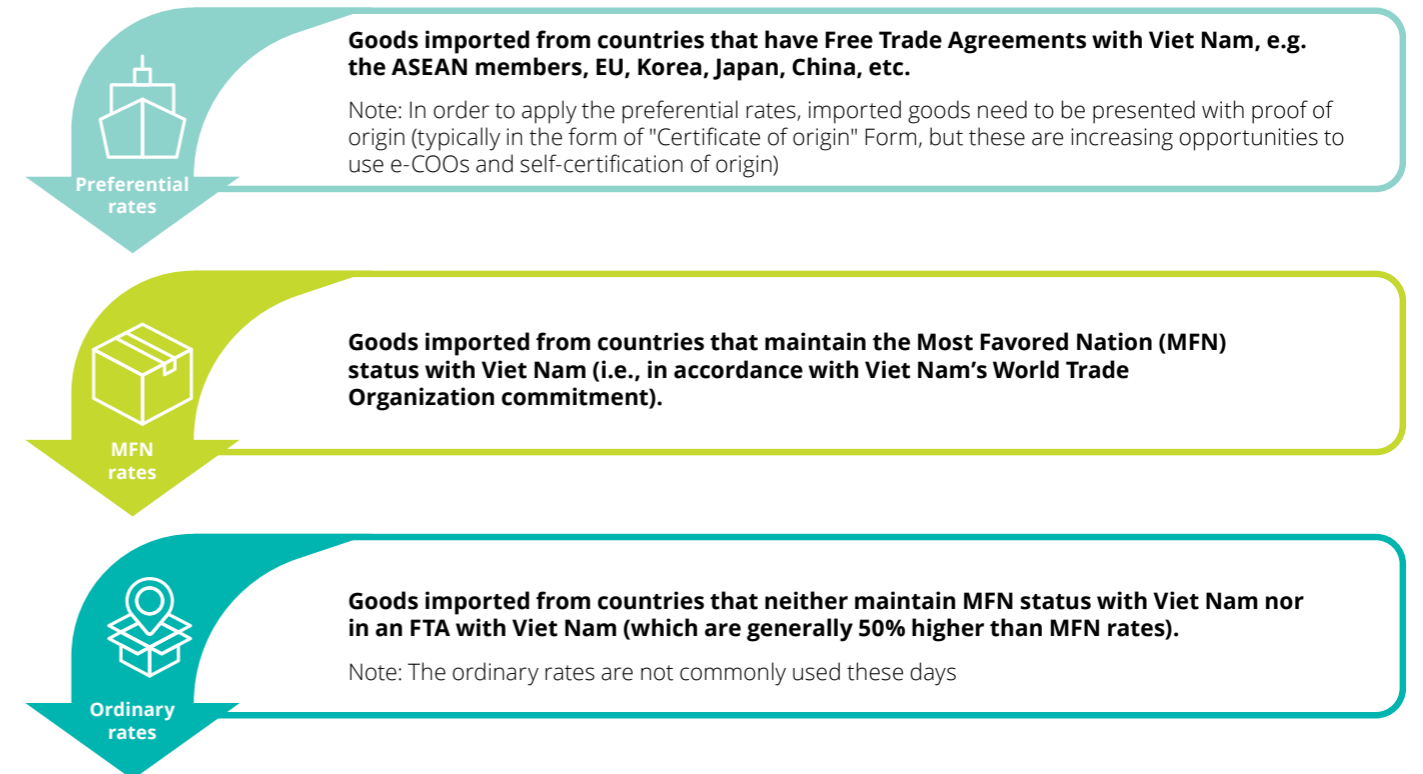 Goods imported from countries that have Free Trade Agreements with Viet Nam, e.g.
the ASEAN members, EU, Korea, Japan, China, etc.
Note: In order to apply the preferential rates, imported goods need to be presented with proof of
origin (typically in the form of "Certificate of origin" Form, but these are increasing opportunities to
use e-COOs and self-certification of origin)
Preferential
rates
Goods imported from countries that maintain the Most Favored Nation (MFN)
status with Viet Nam (i.e., in accordance with Viet Nam’s World Trade
Organization commitment).
MFN
rates
Goods imported from countries that neither maintain MFN status with Viet Nam nor
in an FTA with Viet Nam (which are generally 50% higher than MFN rates).
Note: The ordinary rates are not commonly used these days
Ordinary
rates